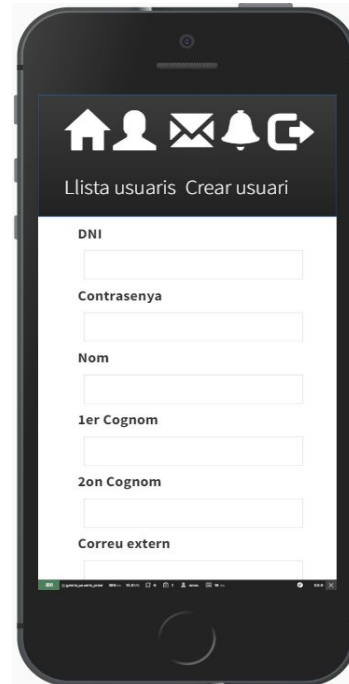 Llista usuaris Crear usuari
DNI
Contrasenya
Nom
1er Cognom
2on Cognom
Correu extern